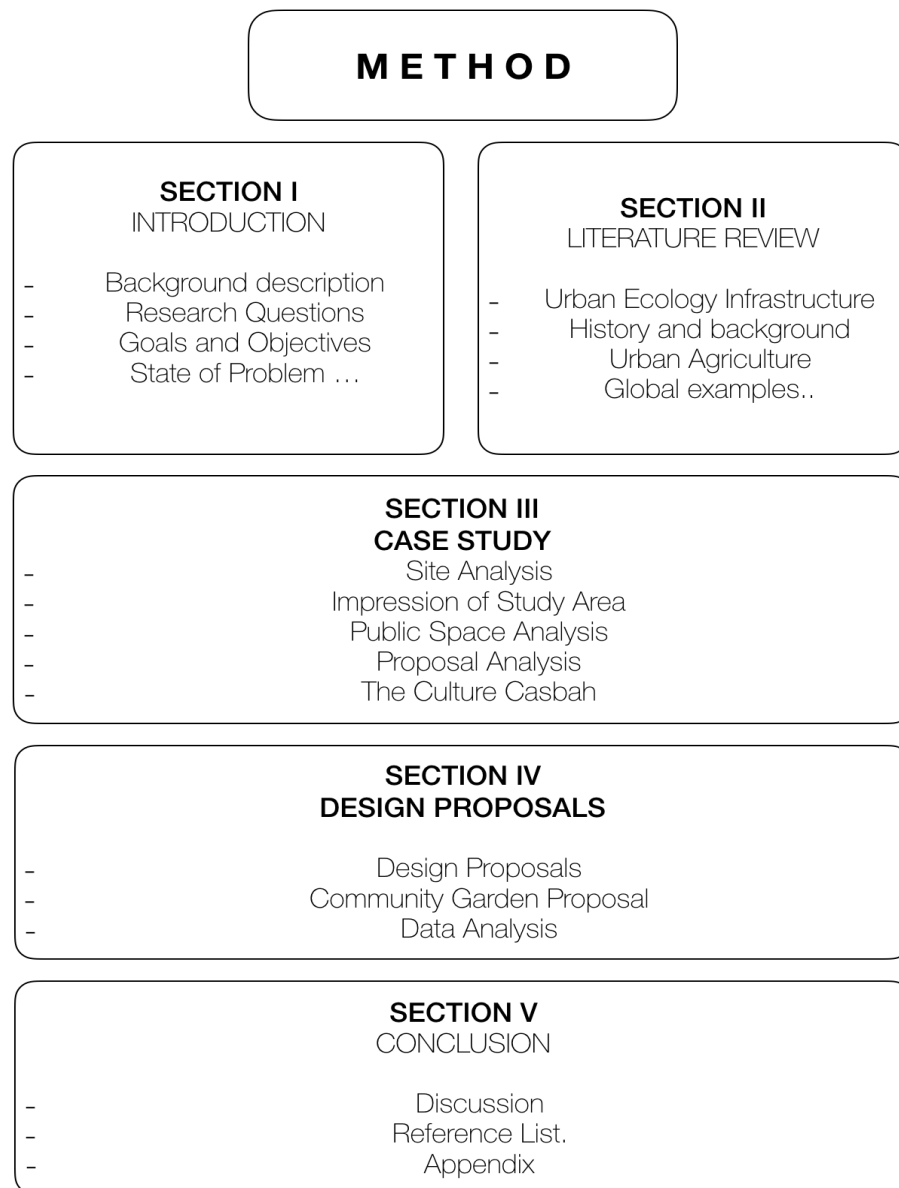 METHOD
SECTION I
INTRODUCTION
- Background description
- Research Questions
- Goals and Objectives
- State of Problem …
SECTION II
LITERATURE REVIEW
- Urban Ecology Infrastructure
- History and background
- Urban Agriculture
- Global examples..
SECTION III
CASE STUDY
- Site Analysis
- Impression of Study Area
- Public Space Analysis
- Proposal Analysis
- The Culture Casbah
SECTION IV
DESIGN PROPOSALS
- Design Proposals
- Community Garden Proposal
- Data Analysis
SECTION V
CONCLUSION
- Discussion
- Reference List.
- Appendix